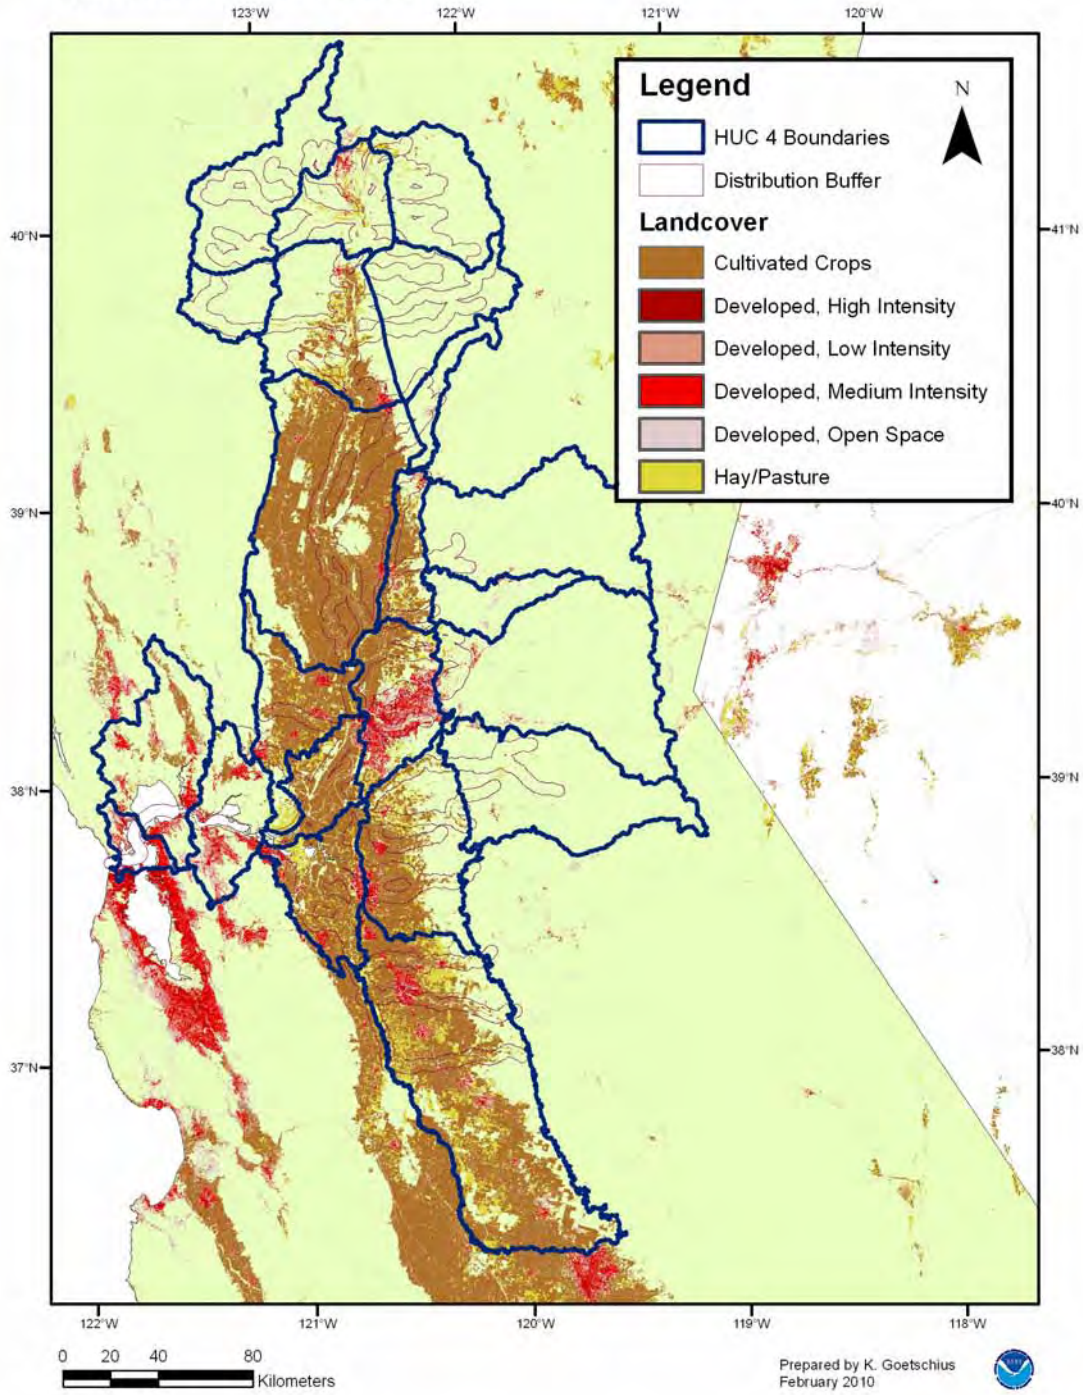 123°W 122°W 121°W 120°W
Legend
N
HUC 4 Boundaries
Distribution Buffer
Landcover
Cultivated Crops
Developed, High Intensity
Developed, Low Intensity
Developed, Medium Intensity
Developed, Open Space
Hay/Pasture
40°N 41°N
39°N 40°N
38°N 39°N
37°N 38°N
122°W 121°W 120°W 119°W 118°W
0 20 40 80
Kilometers
Prepared by K. Goetschius
February 2010